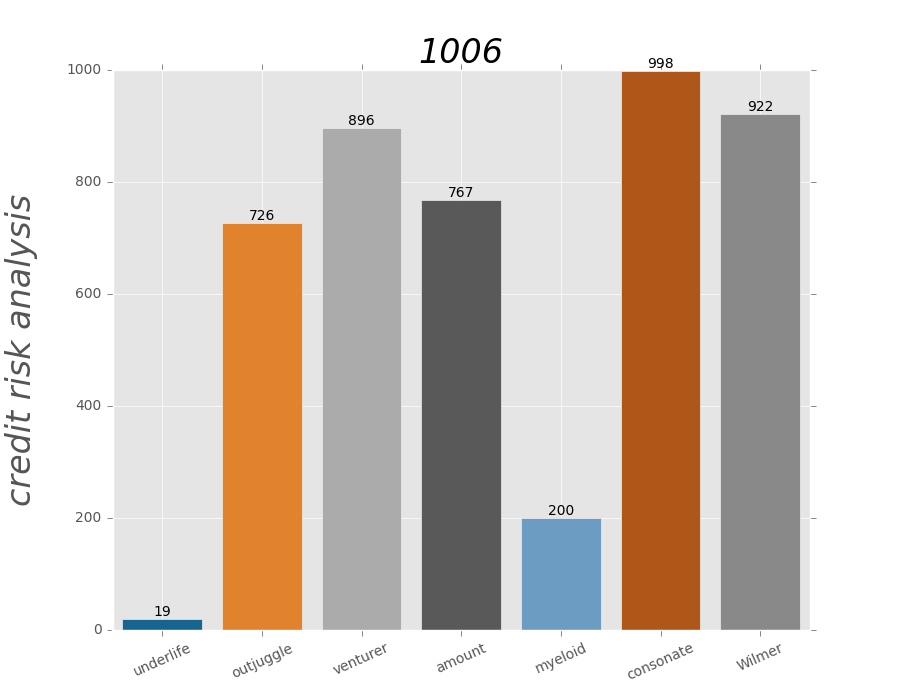 1006
credit risk analysis
1000
800
600
400
200
0
19
726
896
767
200
998
922
underlife
outjuggle
venturer
amount
myeloid
consonate
Wilmer